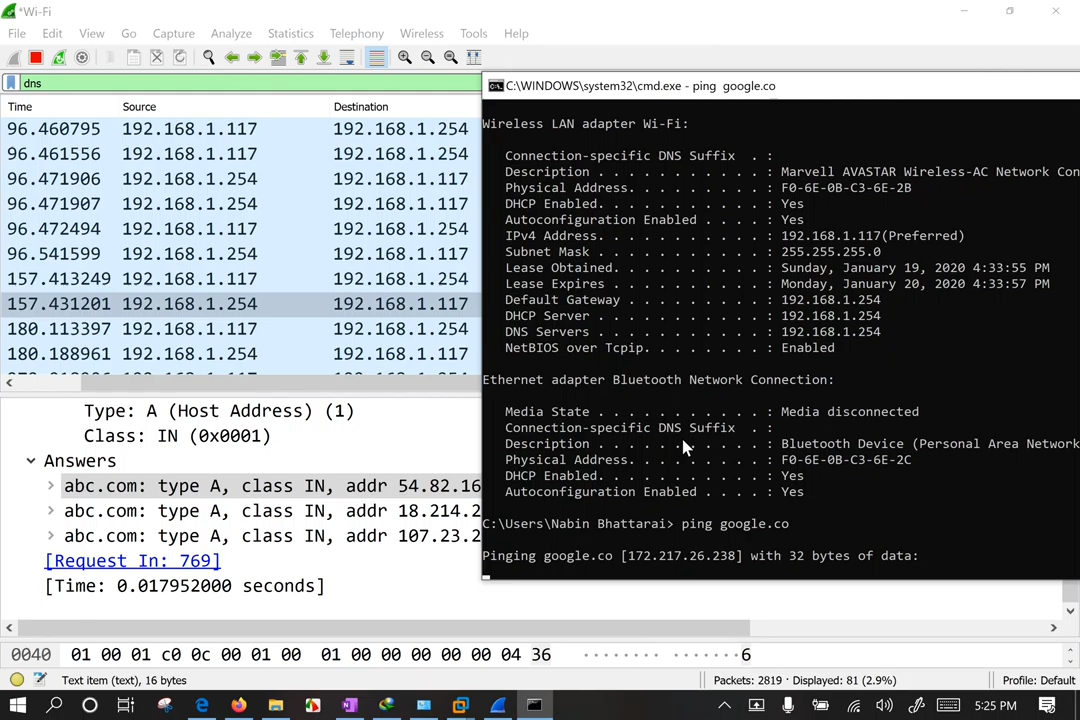 *Wi-Fi
File Edit View Go Capture Analyze Statistics Telephony Wireless Tools Help
dns
Time Source Destination
96.460795 192.168.1.117 192.168.1.254
96.461556 192.168.1.117 192.168.1.254
96.471906 192.168.1.254 192.168.1.117
96.471907 192.168.1.254 192.168.1.117
96.472494 192.168.1.117 192.168.1.254
96.541599 192.168.1.254 192.168.1.117
157.413249 192.168.1.117 192.168.1.254
157.431201 192.168.1.254 192.168.1.117
180.113397 192.168.1.117 192.168.1.254
180.188961 192.168.1.254 192.168.1.117
Type: A (Host Address) (1)
Class: IN (0x0001)
Answers
abc.com: type A, class IN, addr 54.82.16
abc.com: type A, class IN, addr 18.214.2
abc.com: type A, class IN, addr 107.23.2
[Request In: 769]
[Time: 0.017952000 seconds]
C:\WINDOWS\system32\cmd.exe - ping google.co
Wireless LAN adapter Wi-Fi:
Connection-specific DNS Suffix . :
Description . . . . . . . . . . . : Marvell AVASTAR Wireless-AC Network Con
Physical Address. . . . . . . . . : F0-6E-0B-C3-6E-2B
DHCP Enabled. . . . . . . . . . . : Yes
Autoconfiguration Enabled . . . . : Yes
IPv4 Address. . . . . . . . . . . : 192.168.1.117(Preferred)
Subnet Mask . . . . . . . . . . . : 255.255.255.0
Lease Obtained. . . . . . . . . . : Sunday, January 19, 2020 4:33:55 PM
Lease Expires . . . . . . . . . . : Monday, January 20, 2020 4:33:57 PM
Default Gateway . . . . . . . . . : 192.168.1.254
DHCP Server . . . . . . . . . . . : 192.168.1.254
DNS Servers . . . . . . . . . . . : 192.168.1.254
NetBIOS over Tcpip. . . . . . . . : Enabled
Ethernet adapter Bluetooth Network Connection:
Media State . . . . . . . . . . . : Media disconnected
Connection-specific DNS Suffix . :
Description . . . . . . . . . . . : Bluetooth Device (Personal Area Network
Physical Address. . . . . . . . . : F0-6E-0B-C3-6E-2C
DHCP Enabled. . . . . . . . . . . : Yes
Autoconfiguration Enabled . . . . : Yes
C:\Users\Nabin Bhattarai> ping google.co
Pinging google.co [172.217.26.238] with 32 bytes of data:
0040 01 00 01 c0 0c 00 01 00 01 00 00 00 00 00 04 36 ········ ·······6
Text item (text), 16 bytes Packets: 2819 · Displayed: 81 (2.9%) Profile: Default
5:25 PM